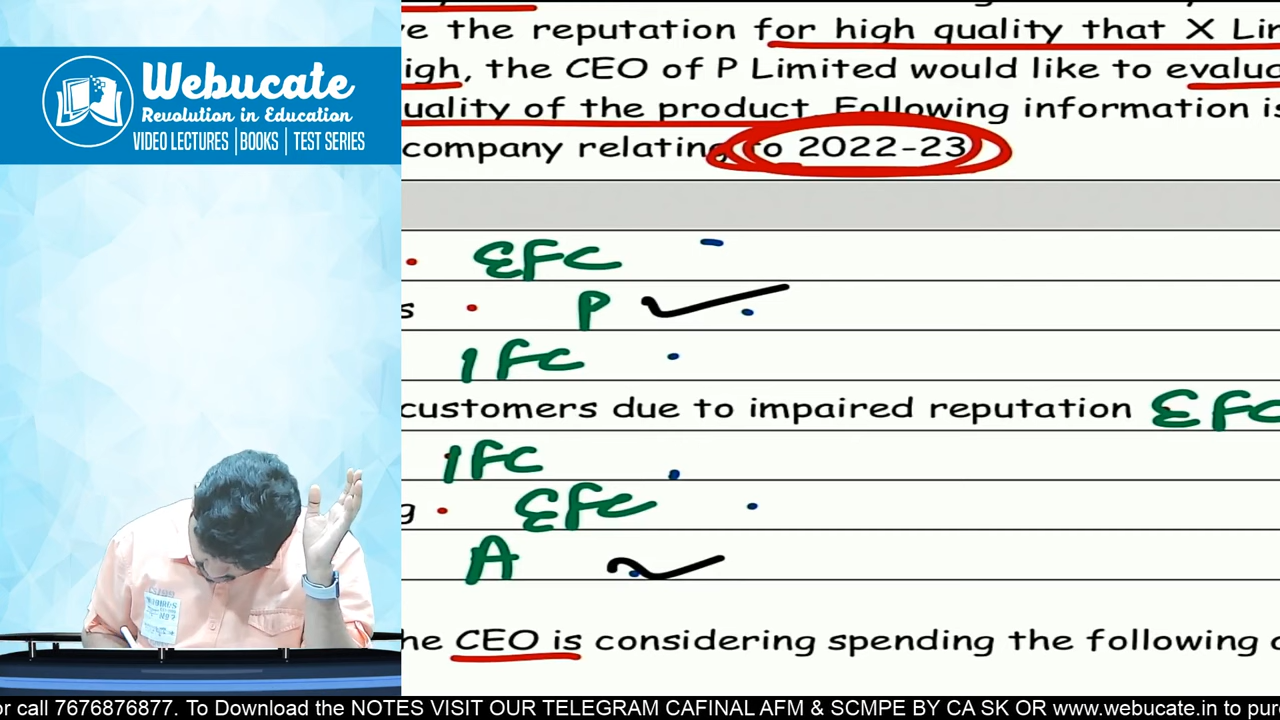 Webucate
Revolution in Education
VIDEO LECTURES | BOOKS | TEST SERIES
e the reputation for high quality that X Lim
igh, the CEO of P Limited would like to evalua
uality of the product. Following information is
company relating to 2022-23
EFC
s P
IFC
customers due to impaired reputation EFC
IFC
g EFC
A
he CEO is considering spending the following
or call 7676876877. To Download the NOTES VISIT OUR TELEGRAM CAFINAL AFM & SCMPE BY CA SK OR www.webucate.in to pur